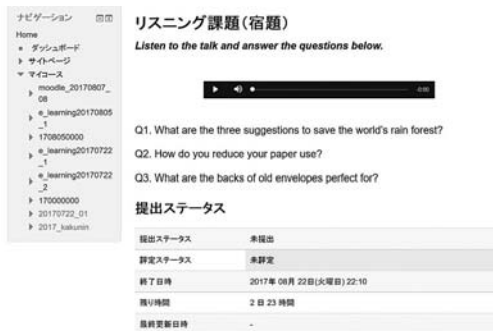 ナビゲーション
Home
ダッシュボード
サイトページ
マイコース
moodle_20170807_
08
e_learning20170805
_1
1708050000
e_learning20170722
_1
e_learning20170722
_2
170000000
20170722_01
2017_kakunin
リスニング課題(宿題)
Listen to the talk and answer the questions below.
-0:00
Q1. What are the three suggestions to save the world's rain forest?
Q2. How do you reduce your paper use?
Q3. What are the backs of old envelopes perfect for?
提出ステータス
提出ステータス 未提出
評定ステータス 未評定
終了日時 2017年 08月 22日(火曜日) 22:10
残り時間 2 日 23 時間
最終更新日時 -